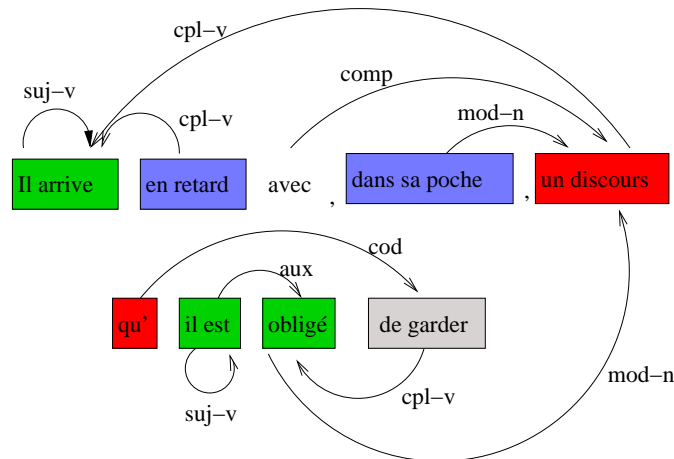 cpl-v
comp
suj-v
cpl-v
mod-n
Il arrive en retard avec , dans sa poche , un discours
cod
aux
qu' il est obligé de garder
mod-n
cpl-v
suj-v